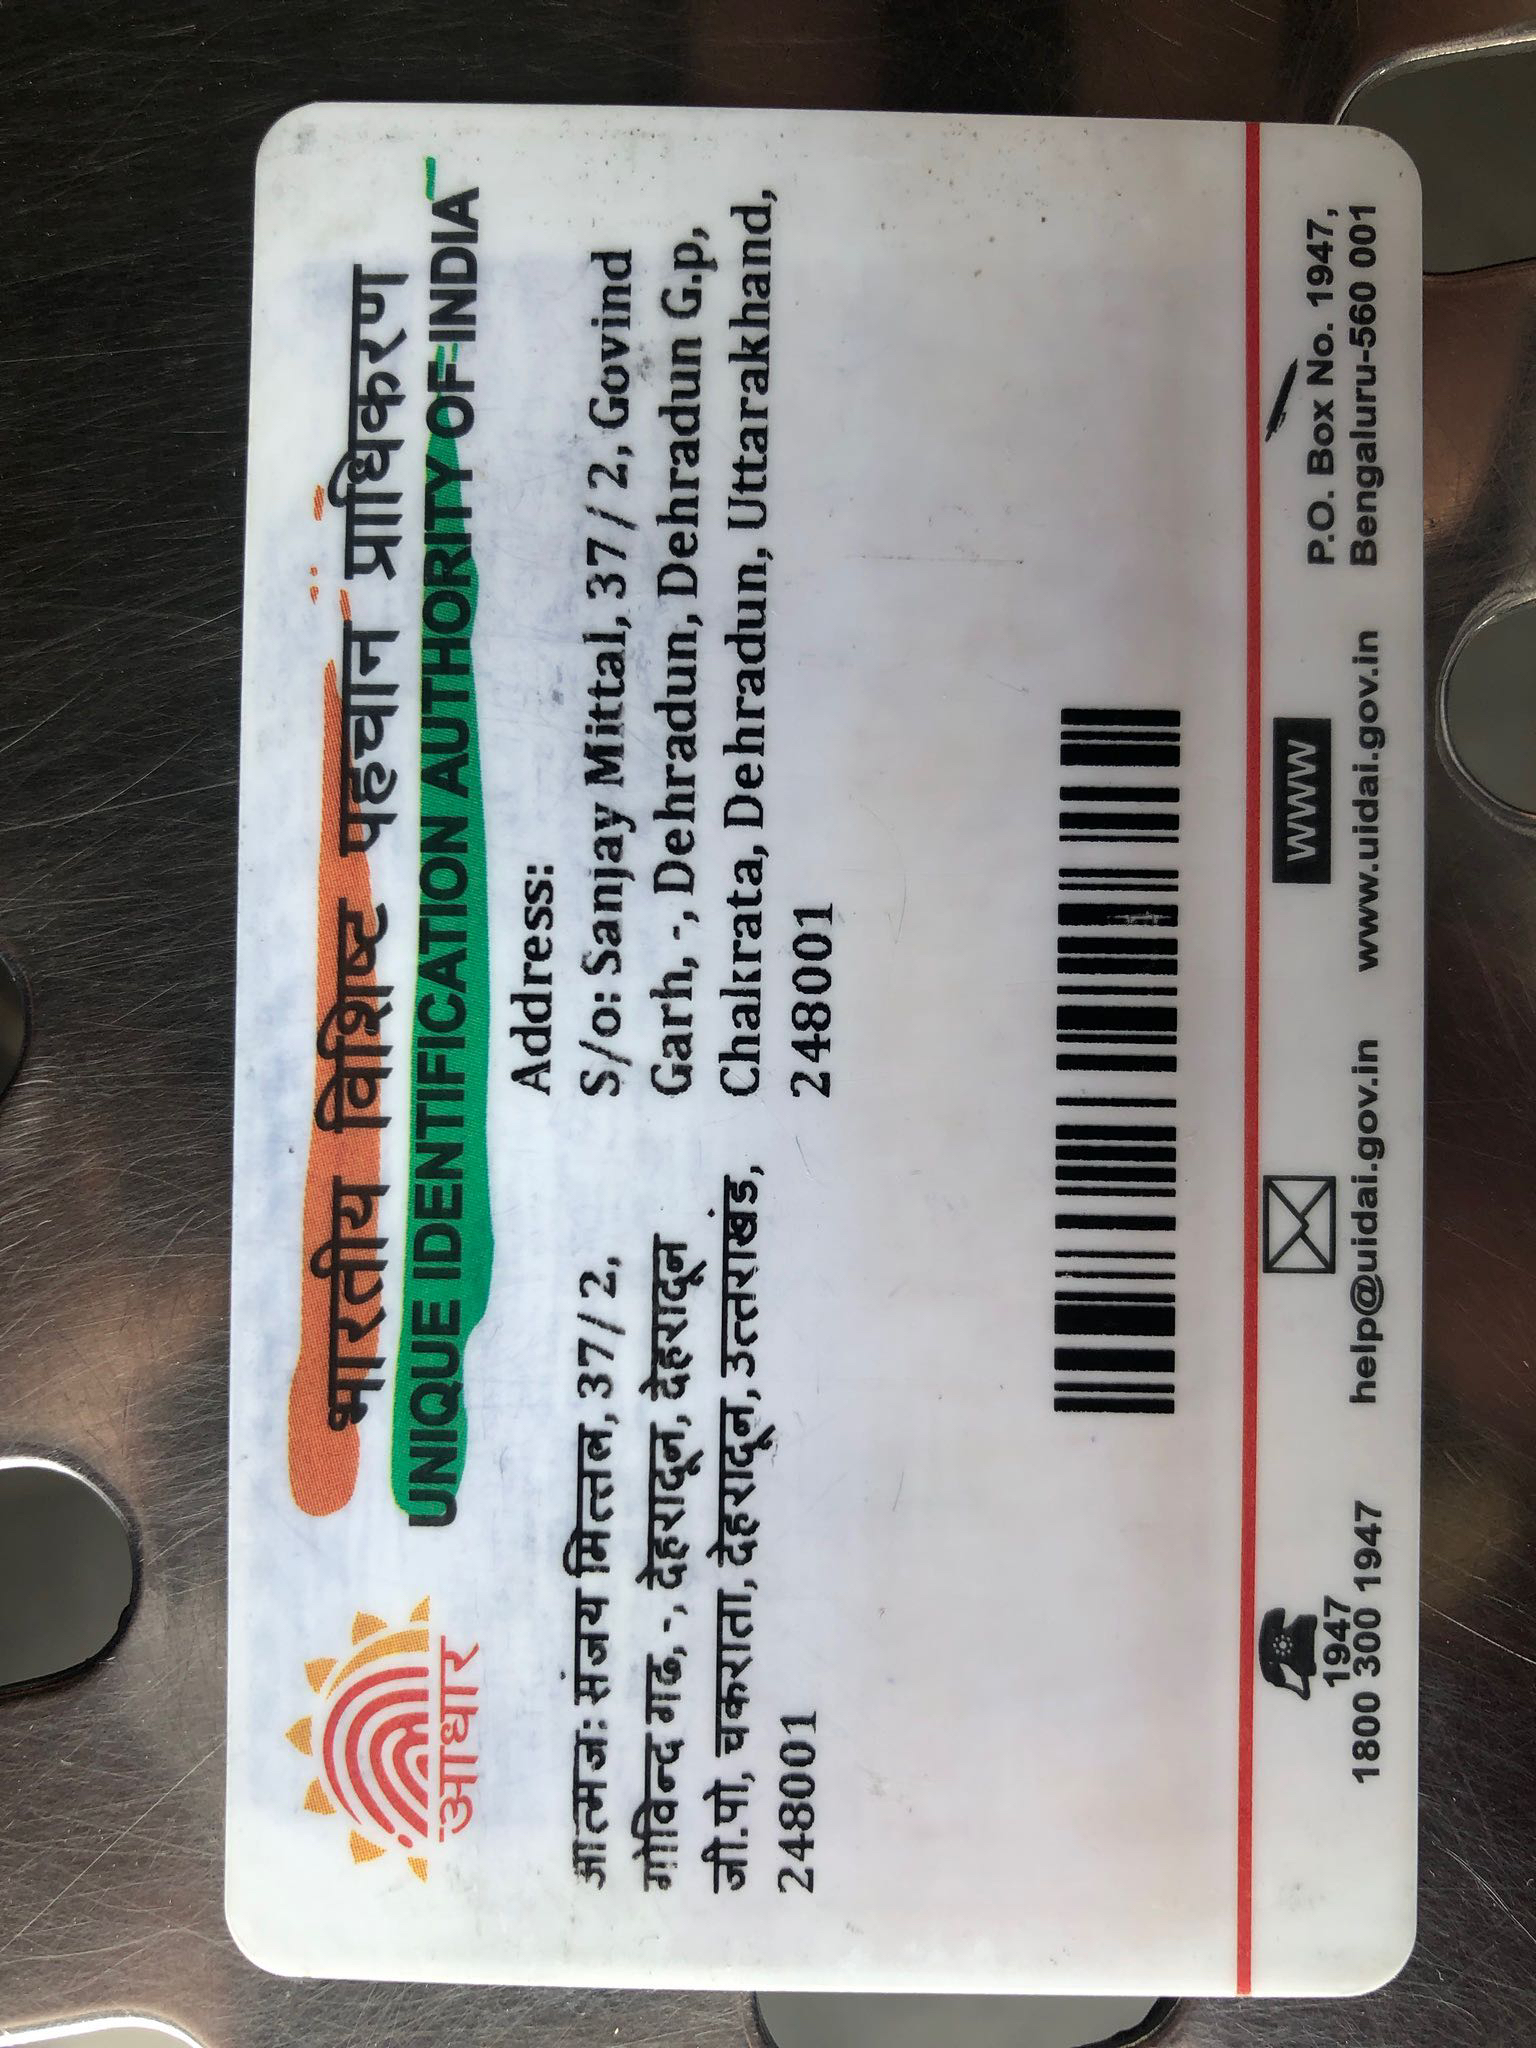 भारतीय विशिष्ट पहचान प्राधिकरण
UNIQUE IDENTIFICATION AUTHORITY OF INDIA
आधार
आत्मज: संजय मित्तल, 37/2,
गोविन्द गढ, -, देहरादून, देहरादून
जी.पो, चकराता, देहरादून, उत्तराखंड,
248001
Address:
S/o: Sanjay Mittal, 37/2, Govind
Garh, -, Dehradun, Dehradun G.p,
Chakrata, Dehradun, Uttarakhand,
248001
1947
1800 300 1947
help@uidai.gov.in
WWW
www.uidai.gov.in
P.O. Box No. 1947,
Bengaluru-560 001